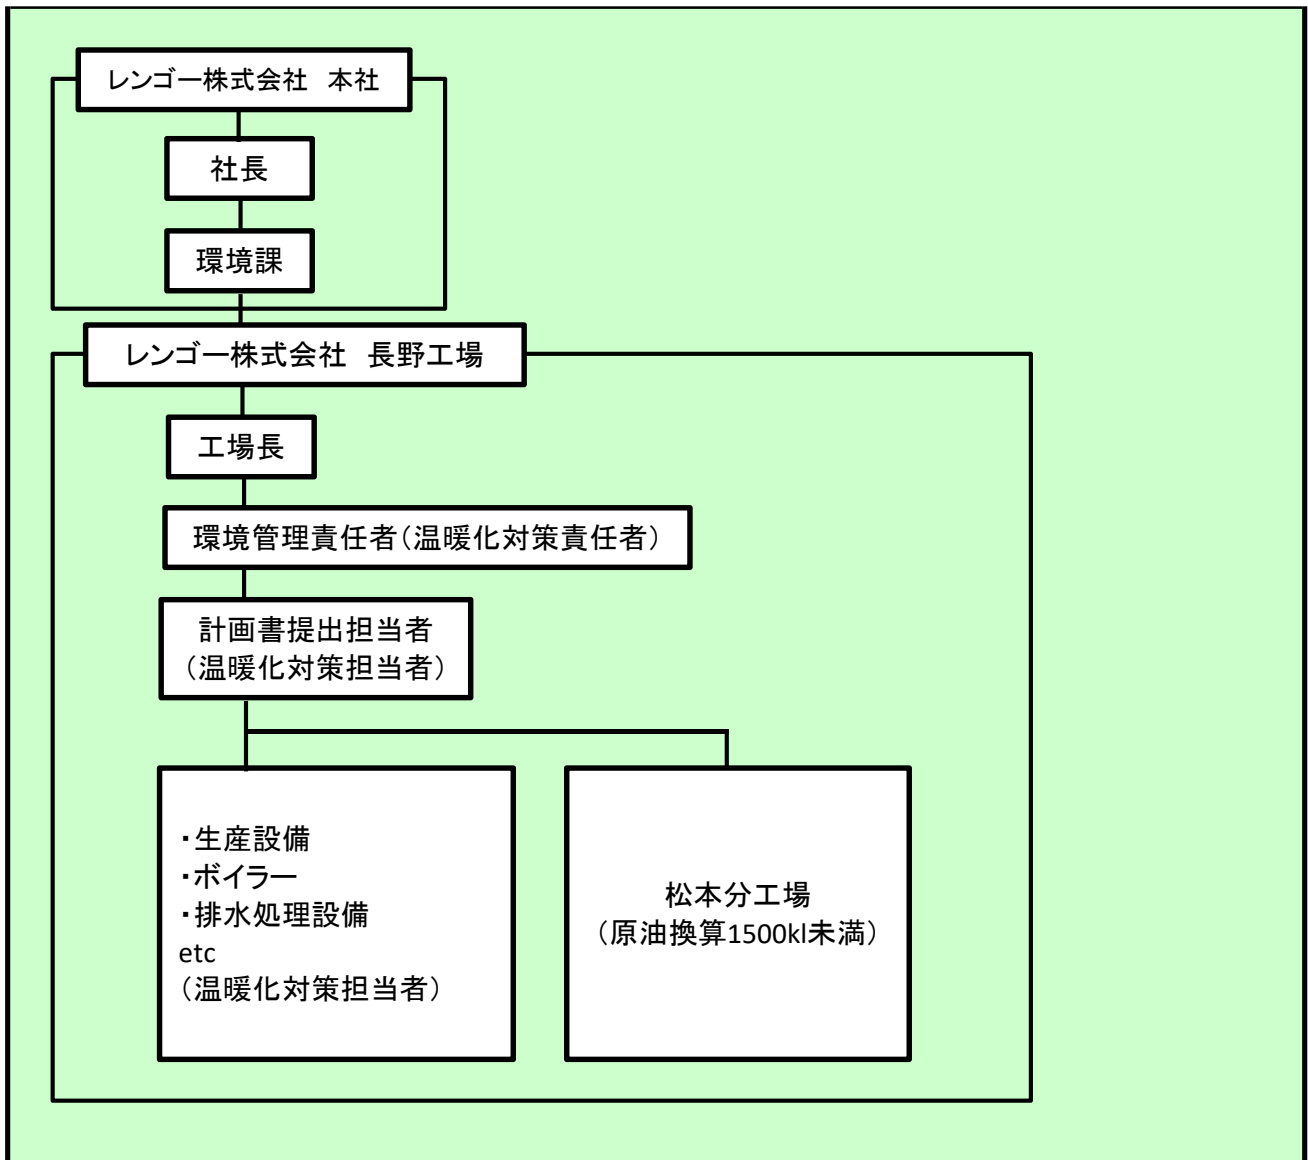 レンゴー株式会社　本社
社長
環境課
レンゴー株式会社　長野工場
工場長
環境管理責任者（温暖化対策責任者）
計画書提出担当者
（温暖化対策担当者）
・生産設備
・ボイラー
・排水処理設備
etc
（温暖化対策担当者）
松本分工場
（原油換算1500kl未満）